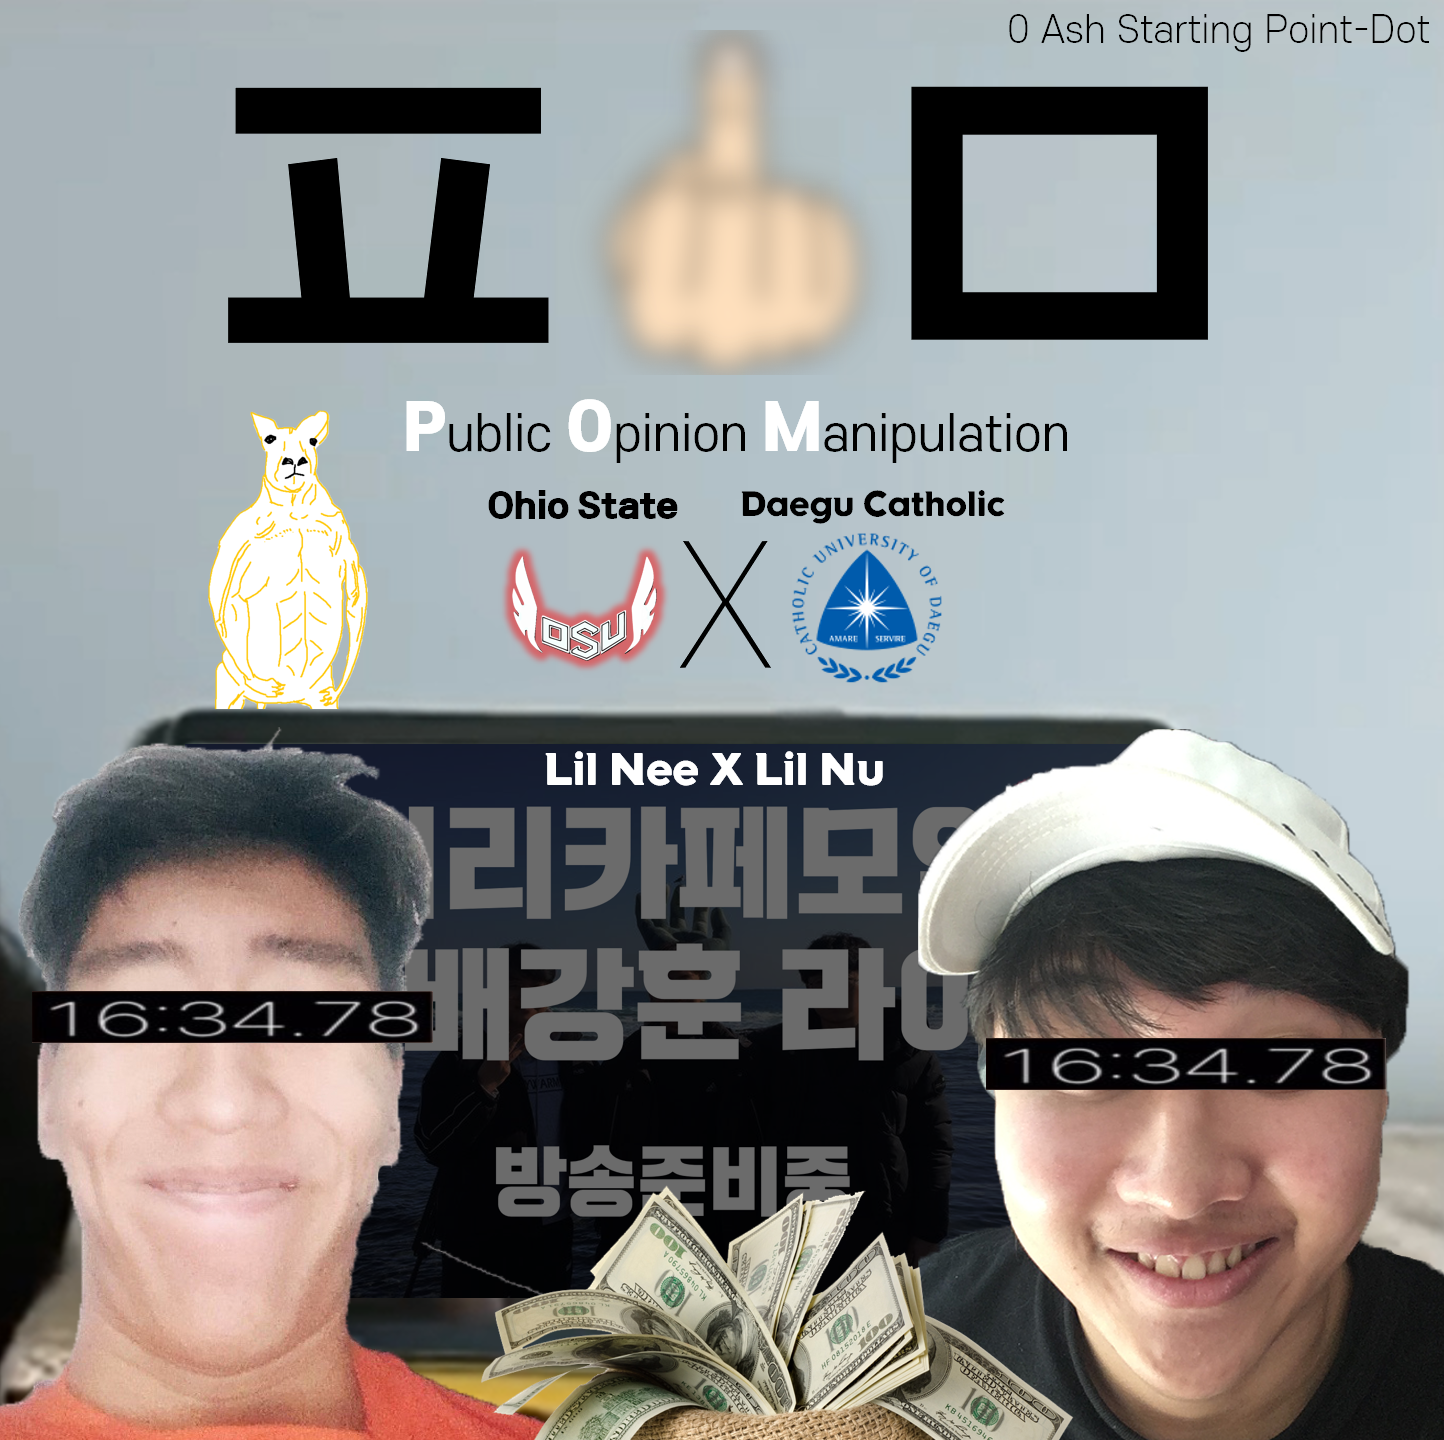 0 Ash Starting Point-Dot
ㅍ ㅁ
Public Opinion Manipulation
Ohio State Daegu Catholic
OSU X CATHOLIC UNIVERSITY OF DAEGU
AMARE SERVIRE
Lil Nee X Lil Nu
리카페모
배강훈 라이
16:34.78
16:34.78
방송준비중
100